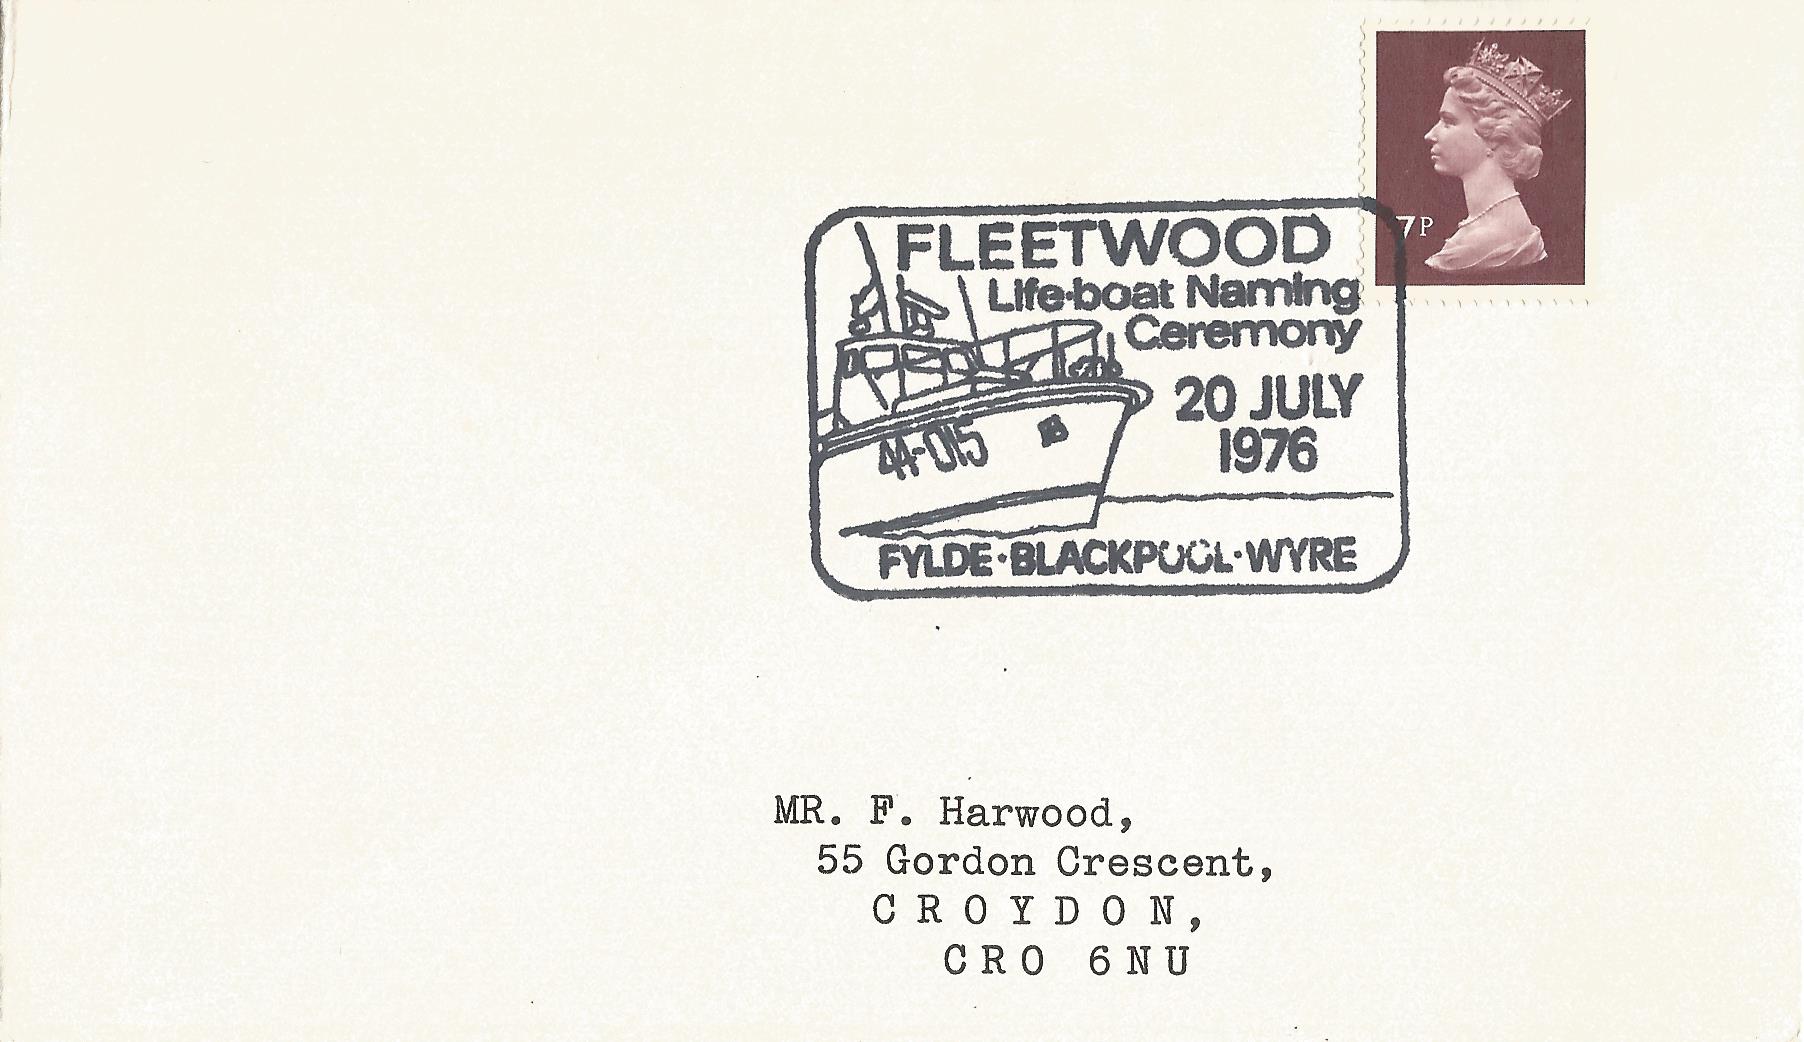 7P
FLEETWOOD
Life-boat Naming
Ceremony
20 JULY
1976
44-015
FYLDE·BLACKPOOL·WYRE
MR. F. Harwood,
55 Gordon Crescent,
CROYDON,
CRO 6NU